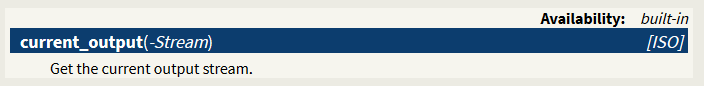 Availability: built-in
current_output(-Stream) [ISO]
Get the current output stream.